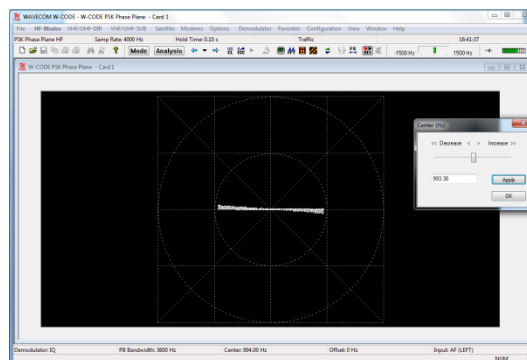 WAVECOM W-CODE - W-CODE PSK Phase Plane - Card 1
File HF-Modes VHF/UHF-DIR VHF/UHF-SUB Satellite Modems Options Demodulator Favorites Configuration View Window Help
PSK Phase Plane HF Samp Rate: 4000 Hz Hold Time: 0.10 s Traffic 16:41:37
Mode Analysis -1500 Hz 1500 Hz
W-CODE PSK Phase Plane - Card 1
Center (Hz)
<< Decrease < > Increase >>
993.30 Apply
OK
Demodulator: IQ PB Bandwidth: 3600 Hz Center: 994.00 Hz Offset: 0 Hz Input: AF (LEFT)
NUM